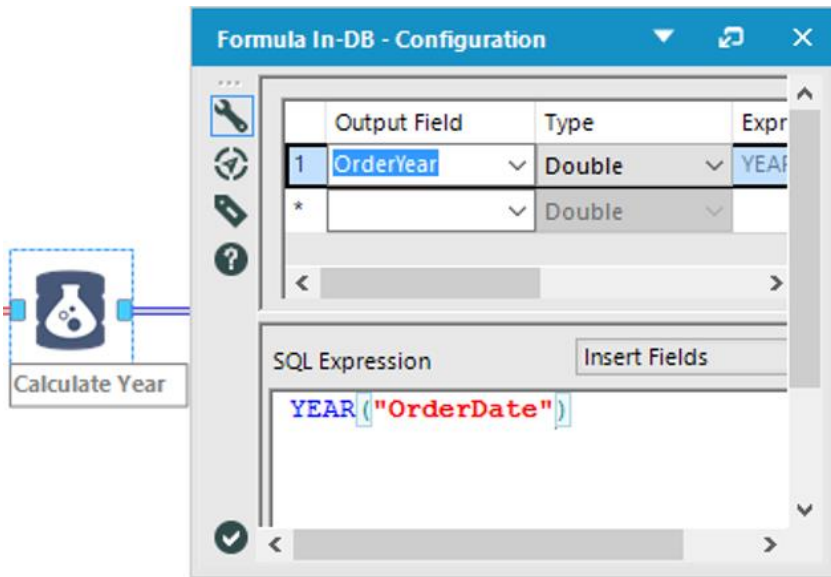 Formula In-DB - Configuration
Output Field Type Expr
1 OrderYear Double YEAR
* Double
SQL Expression Insert Fields
YEAR("OrderDate")
Calculate Year